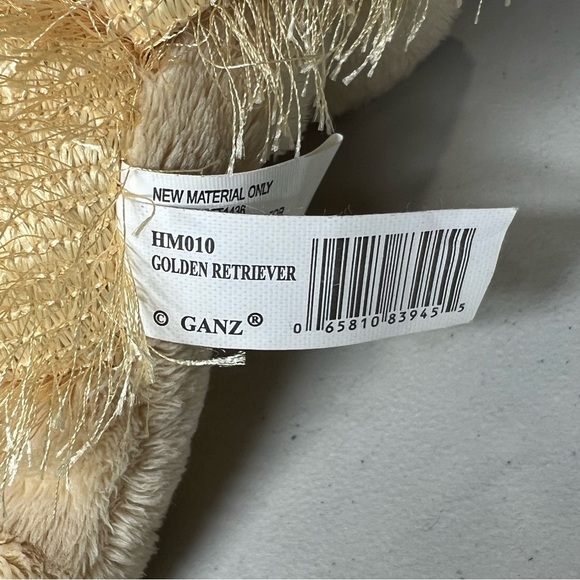 NEW MATERIAL ONLY
HM010
GOLDEN RETRIEVER
© GANZ®
0 65810 83945 5